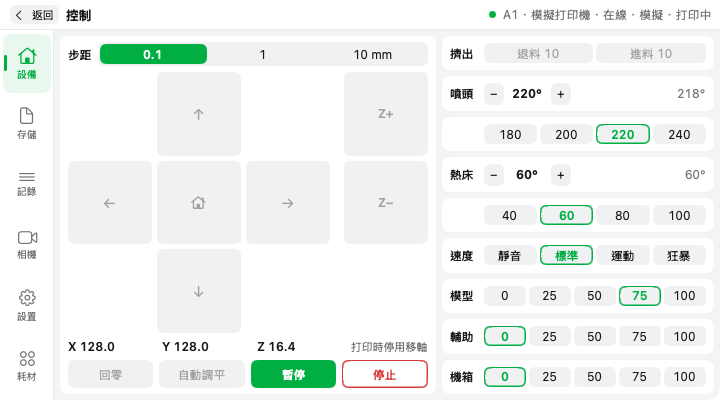 返回 控制 A1 · 模擬打印機 · 在線 · 模擬 · 打印中
設備
存儲
記錄
相機
設置
耗材
步距 0.1 1 10 mm
↑ Z+
← → Z−
↓
X 128.0 Y 128.0 Z 16.4 打印時停用移軸
回零 自動調平 暫停 停止
擠出 退料 10 進料 10
噴頭 − 220° + 218°
180 200 220 240
熱床 − 60° + 60°
40 60 80 100
速度 靜音 標準 運動 狂暴
模型 0 25 50 75 100
輔助 0 25 50 75 100
機箱 0 25 50 75 100